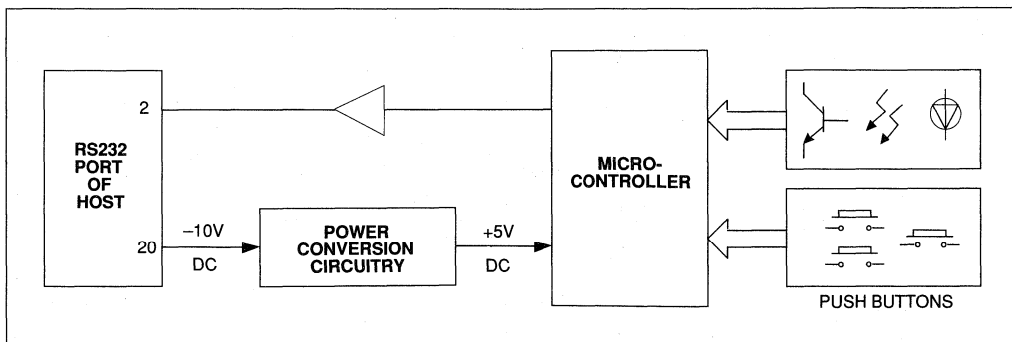 2
RS232
PORT
OF
HOST
20
–10V
DC
POWER
CONVERSION
CIRCUITRY
+5V
DC
MICRO-
CONTROLLER
PUSH BUTTONS